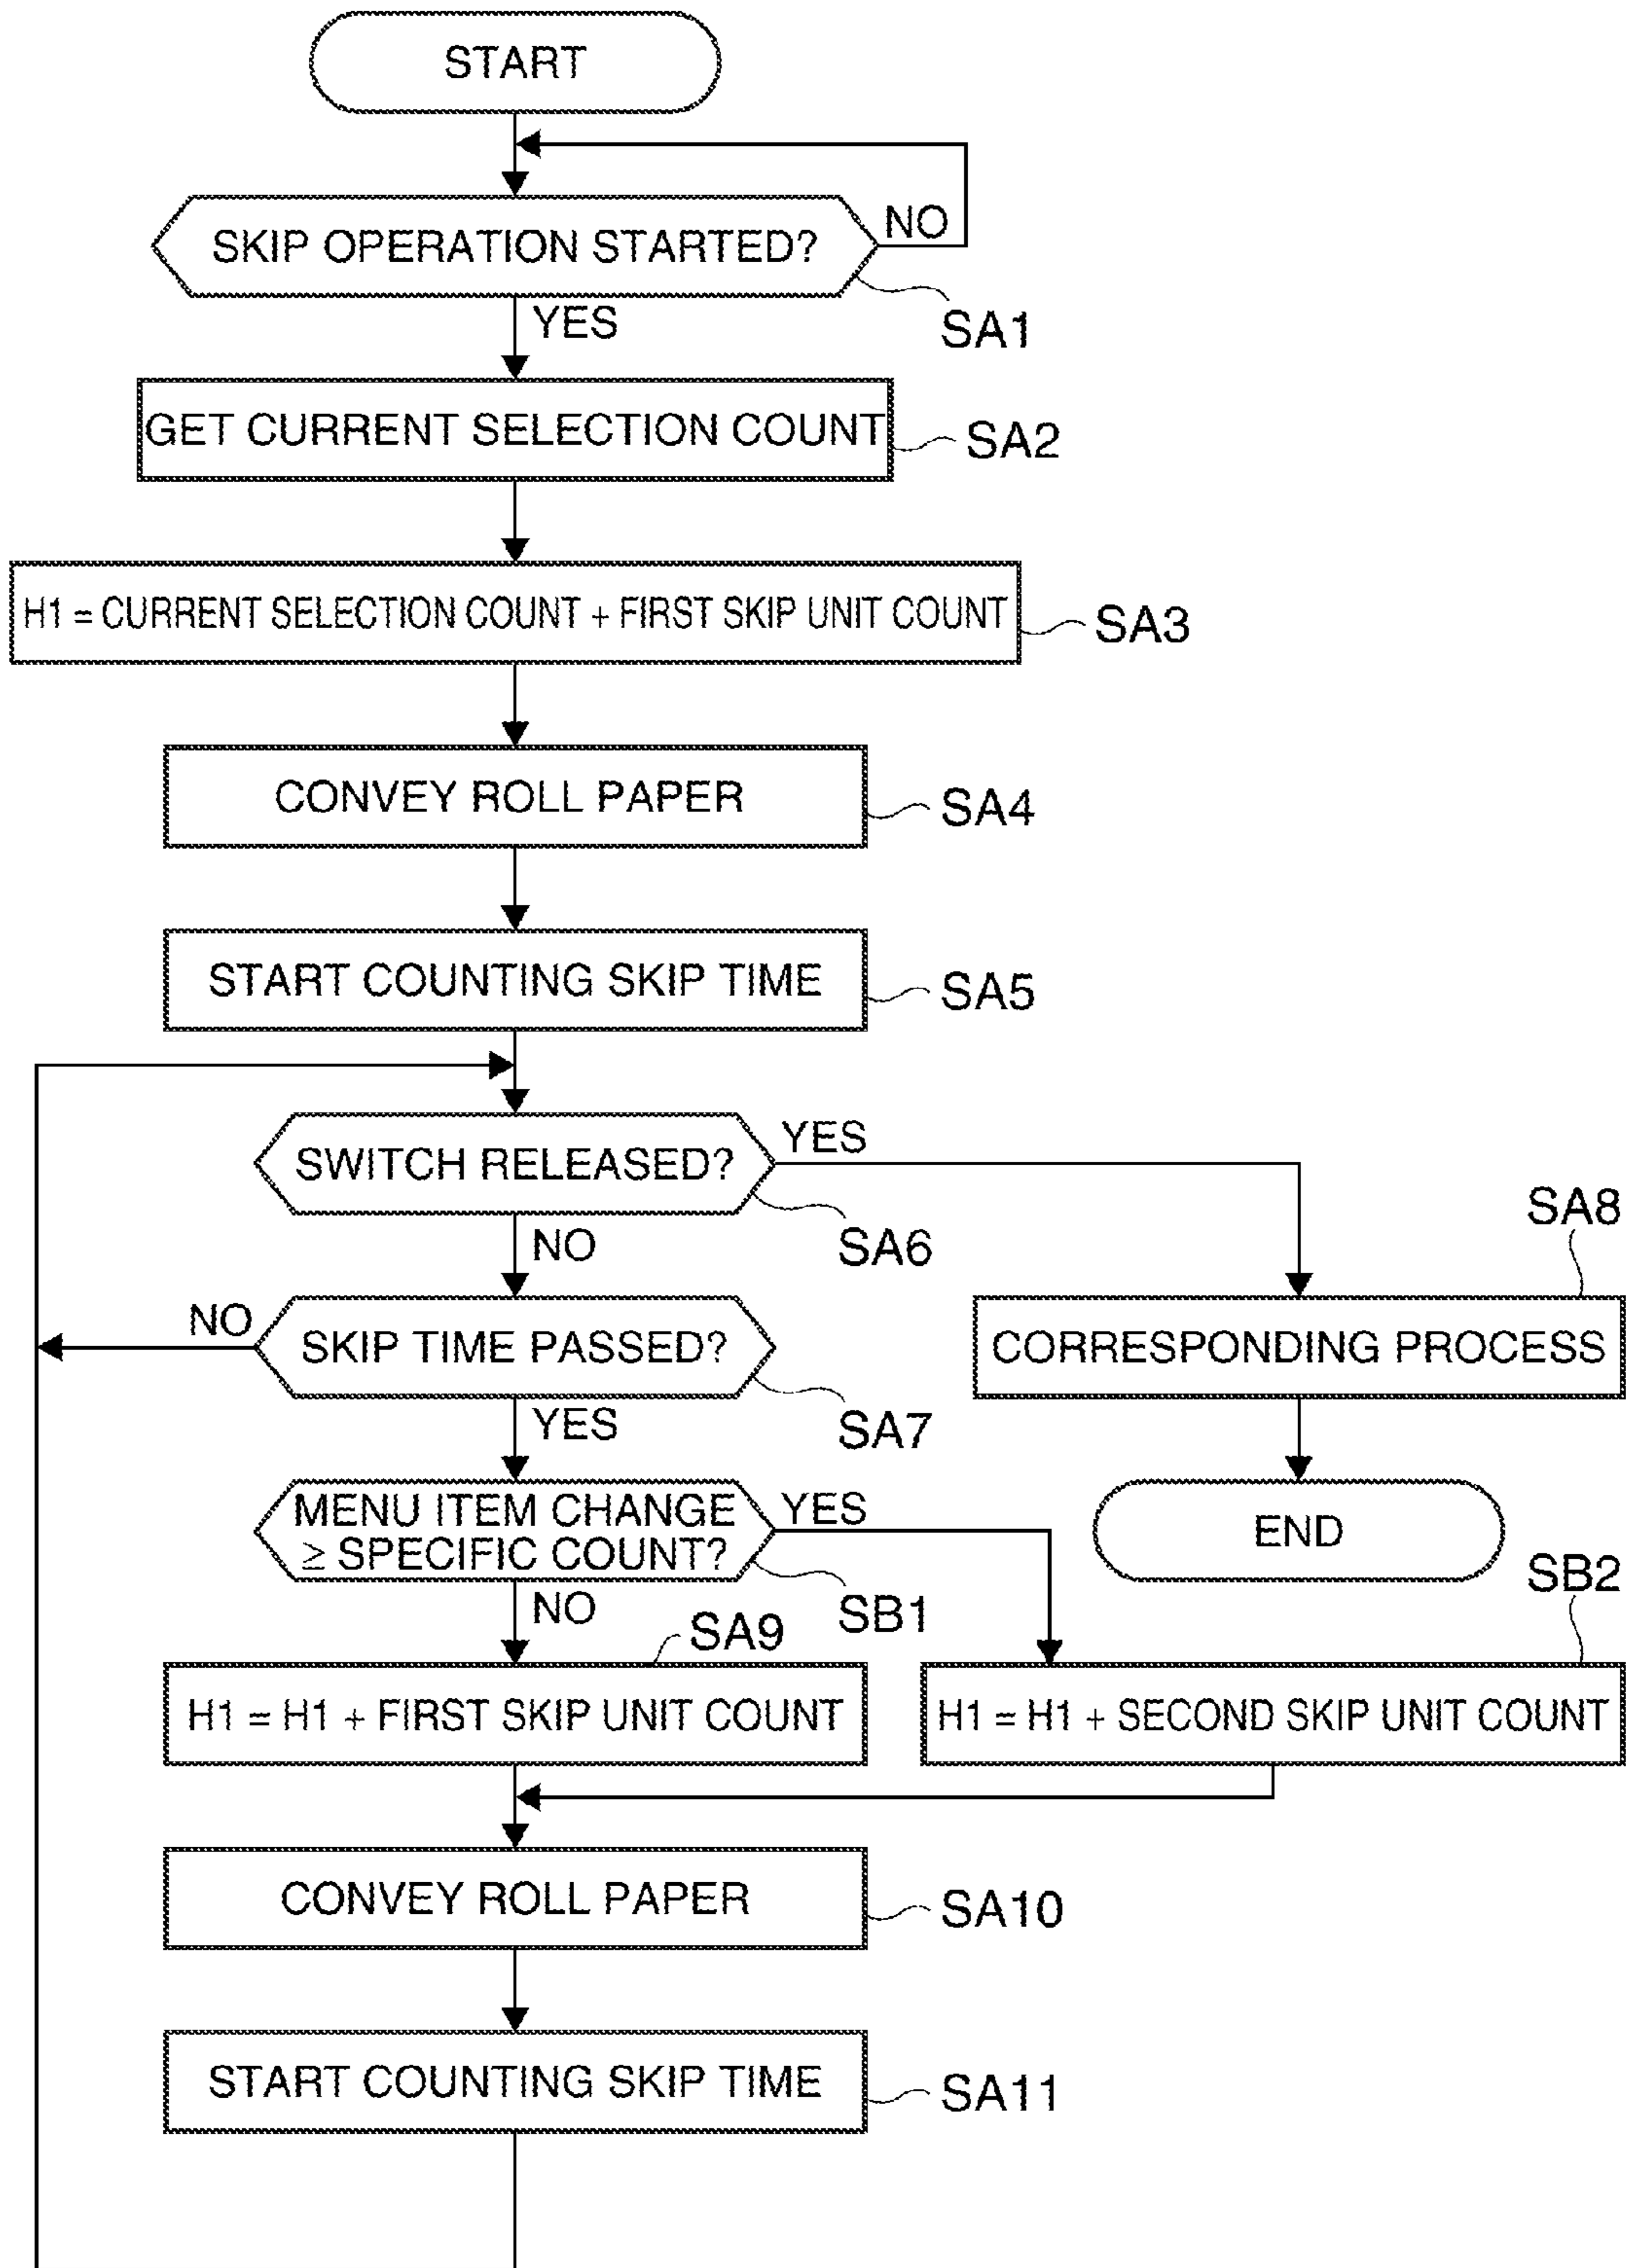 START
NO
SKIP OPERATION STARTED?
SA1
YES
GET CURRENT SELECTION COUNT
SA2
H1 = CURRENT SELECTION COUNT + FIRST SKIP UNIT COUNT
SA3
CONVEY ROLL PAPER
SA4
START COUNTING SKIP TIME
SA5
YES
SWITCH RELEASED?
SA6
NO
SA8
NO
SKIP TIME PASSED?
CORRESPONDING PROCESS
SA7
YES
MENU ITEM CHANGE
≥ SPECIFIC COUNT?
YES
END
SB1
NO
SB2
SA9
H1 = H1 + FIRST SKIP UNIT COUNT
H1 = H1 + SECOND SKIP UNIT COUNT
CONVEY ROLL PAPER
SA10
START COUNTING SKIP TIME
SA11